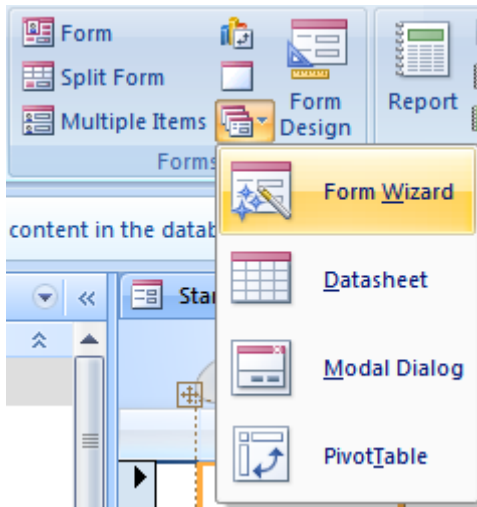 Form
Split Form
Multiple Items
Form
Design
Report
Forms
Form Wizard
content in the datab
Datasheet
Star
Modal Dialog
PivotTable